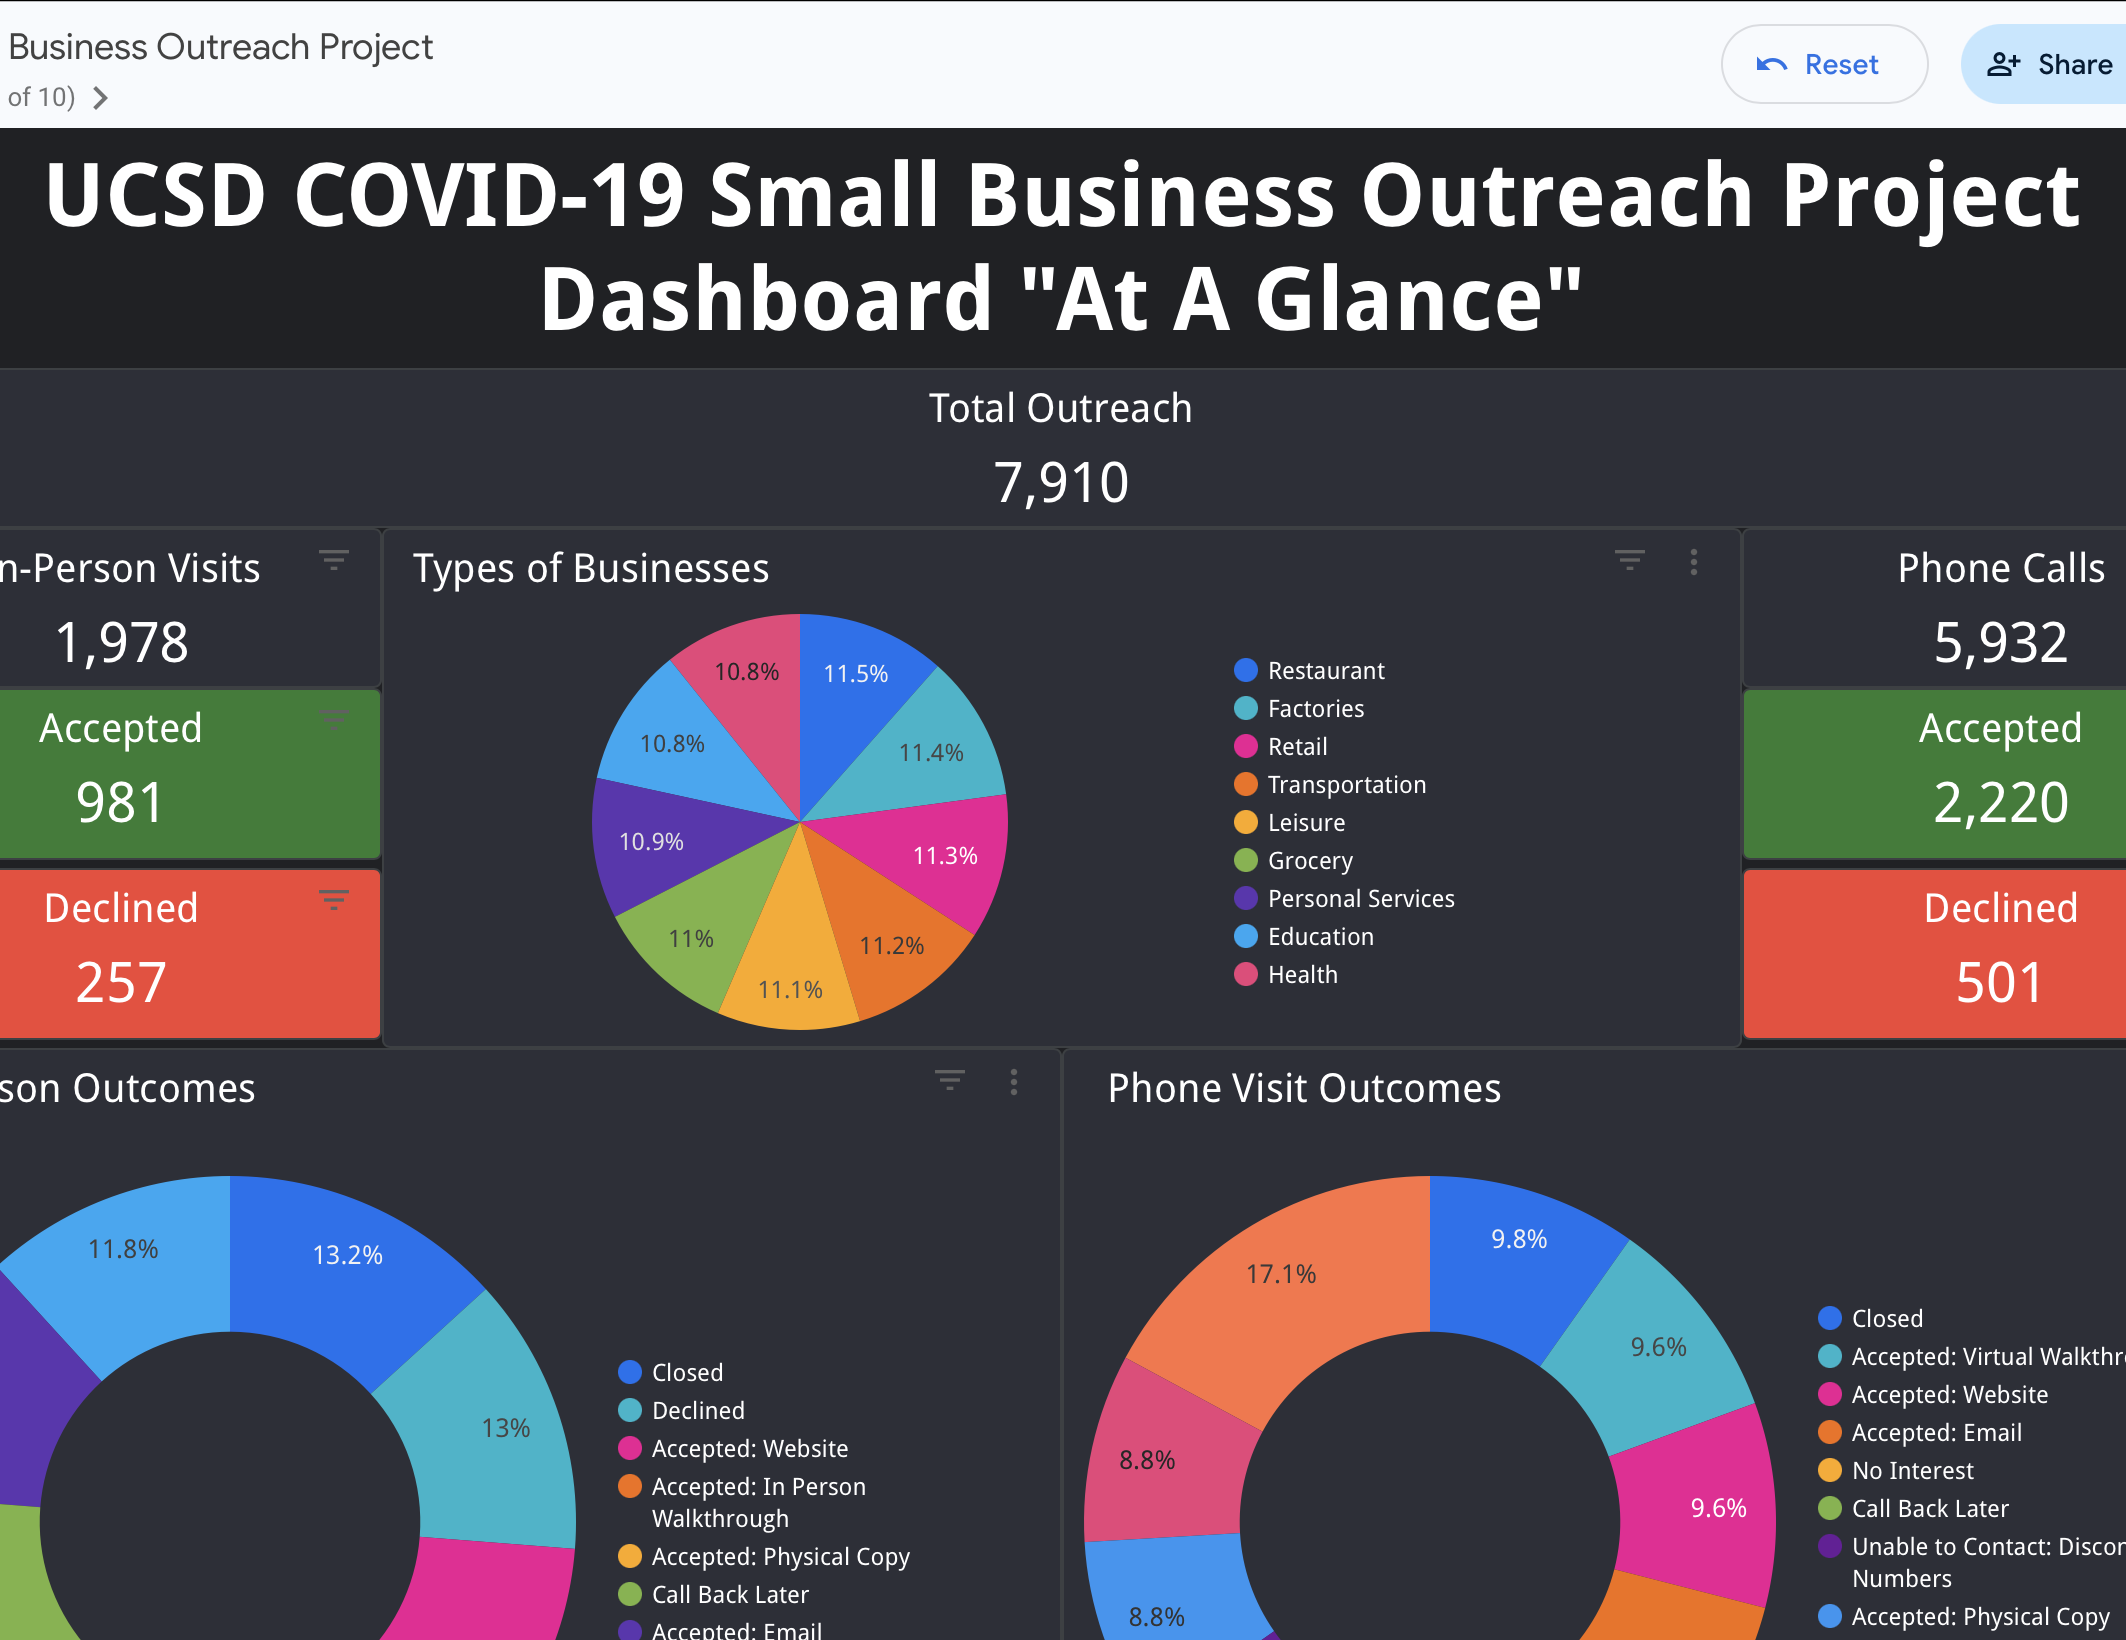 Business Outreach Project
of 10)
Reset
Share
UCSD COVID-19 Small Business Outreach Project
Dashboard "At A Glance"
Total Outreach
7,910
n-Person Visits
1,978
Accepted
981
Declined
257
Types of Businesses
10.8%
11.5%
10.8%
11.4%
10.9%
11.3%
11%
11.2%
11.1%
Restaurant
Factories
Retail
Transportation
Leisure
Grocery
Personal Services
Education
Health
Phone Calls
5,932
Accepted
2,220
Declined
501
son Outcomes
11.8%
13.2%
13%
Closed
Declined
Accepted: Website
Accepted: In Person
Walkthrough
Accepted: Physical Copy
Call Back Later
Accepted: Email
Phone Visit Outcomes
17.1%
9.8%
9.6%
8.8%
9.6%
8.8%
Closed
Accepted: Virtual Walkthr
Accepted: Website
Accepted: Email
No Interest
Call Back Later
Unable to Contact: Discon
Numbers
Accepted: Physical Copy